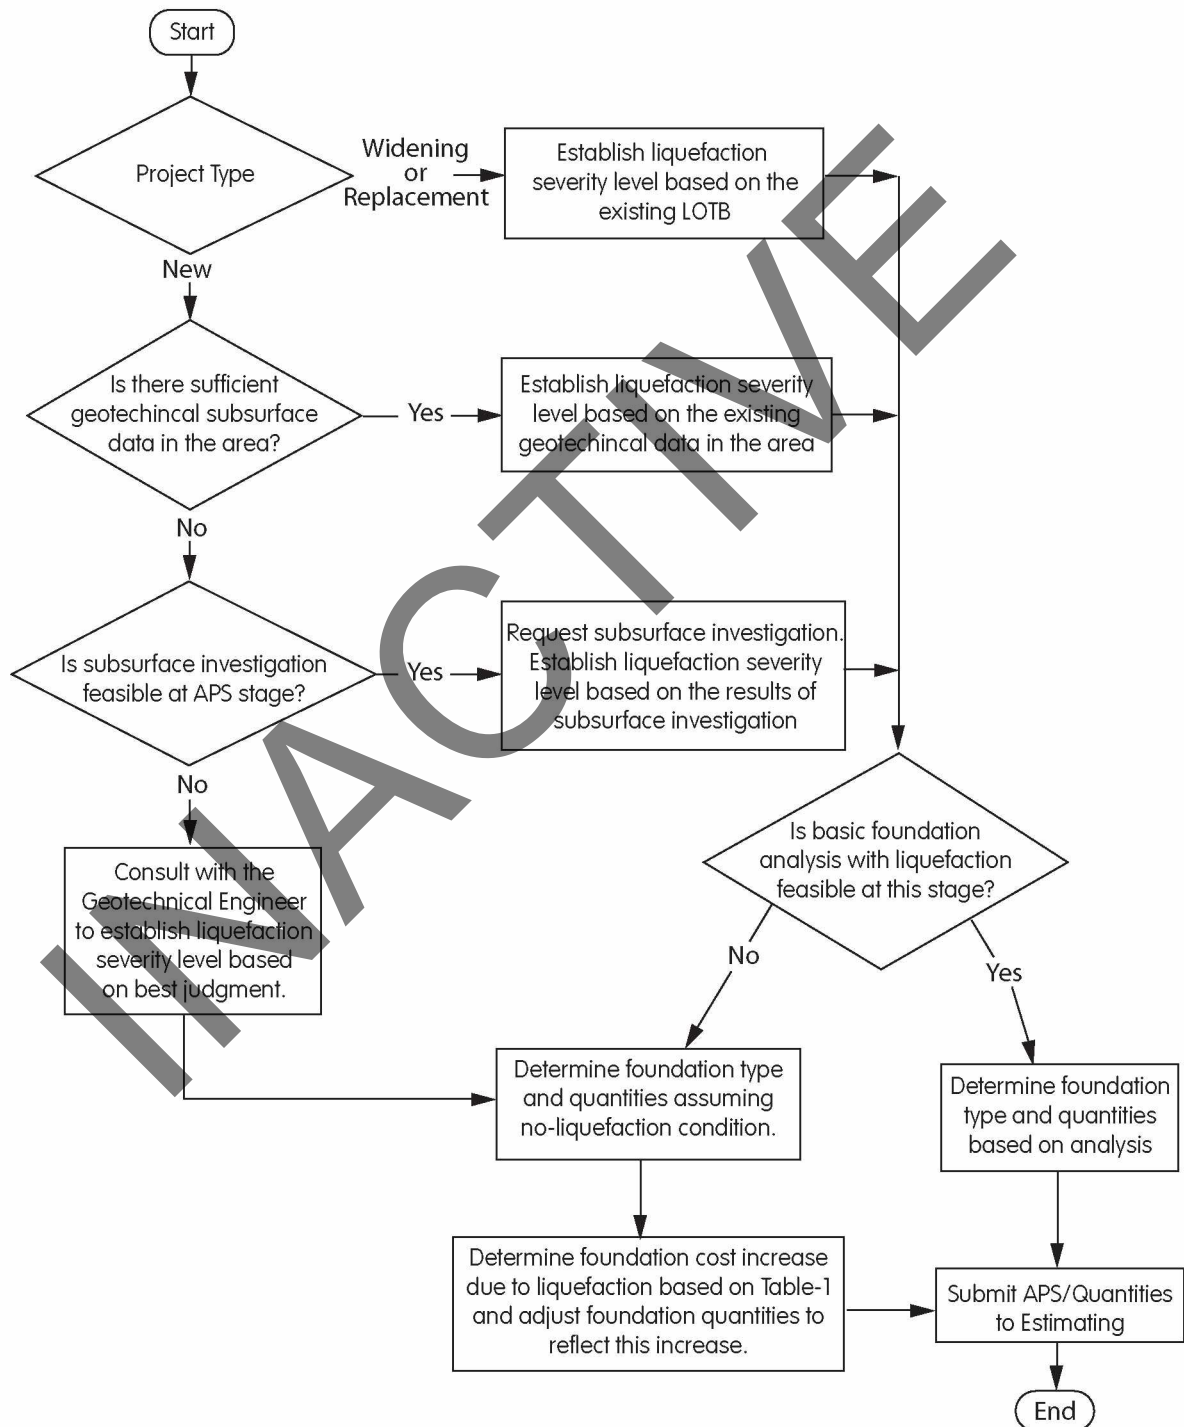 Start
Project Type
Widening
or
Replacement
Establish liquefaction
severity level based on the
existing LOTB
New
Is there sufficient
geotechincal subsurface
data in the area?
Yes
Establish liquefaction severity
level based on the existing
geotechincal data in the area
No
Is subsurface investigation
feasible at APS stage?
Yes
Request subsurface investigation.
Establish liquefaction severity
level based on the results of
subsurface investigation
No
Consult with the
Geotechnical Engineer
to establish liquefaction
severity level based
on best judgment.
Is basic foundation
analysis with liquefaction
feasible at this stage?
No
Yes
Determine foundation type
and quantities assuming
no-liquefaction condition.
Determine foundation
type and quantities
based on analysis
Determine foundation cost increase
due to liquefaction based on Table-1
and adjust foundation quantities to
reflect this increase.
Submit APS/Quantities
to Estimating
End
INACTIVE